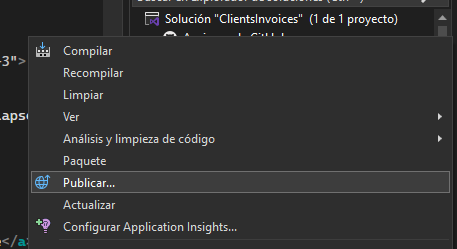 Solución "ClientsInvoices" (1 de 1 proyecto)
3">
Compilar
Recompilar
Limpiar
Ver
Análisis y limpieza de código
Paquete
Publicar...
Actualizar
Configurar Application Insights...
</a